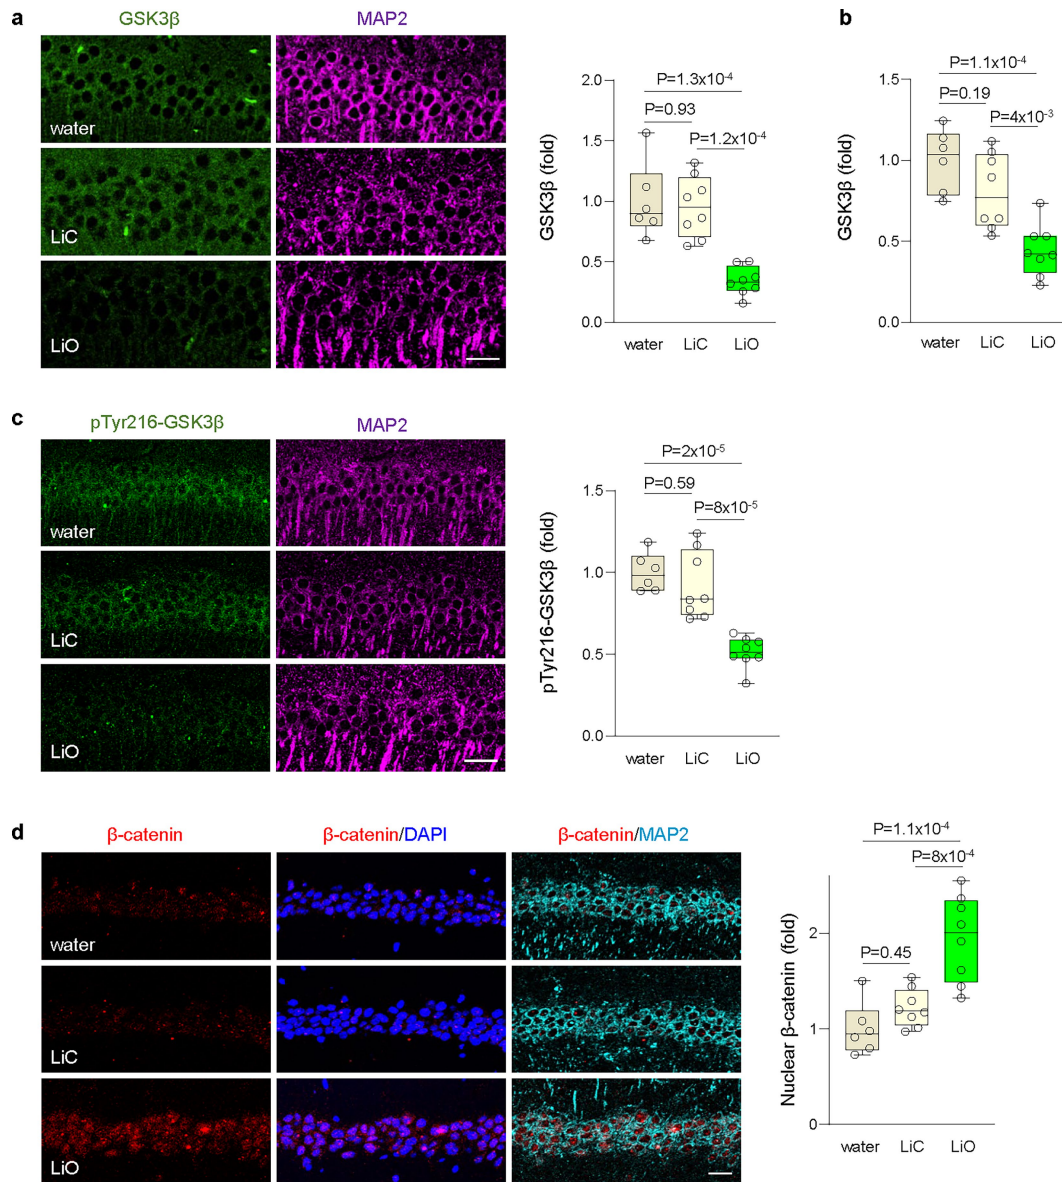 a
GSK3β MAP2
water
LiC
LiO
GSK3β (fold)
2.0
1.5
1.0
0.5
0.0
P=1.3x10-4
P=0.93
P=1.2x10-4
water LiC LiO
b
GSK3β (fold)
1.5
1.0
0.5
0.0
P=1.1x10-4
P=0.19
P=4x10-3
water LiC LiO
c
pTyr216-GSK3β MAP2
water
LiC
LiO
pTyr216-GSK3β (fold)
1.5
1.0
0.5
0.0
P=2x10-5
P=0.59
P=8x10-5
water LiC LiO
d
β-catenin β-catenin/DAPI β-catenin/MAP2
water
LiC
LiO
Nuclear β-catenin (fold)
2
1
0
P=1.1x10-4
P=8x10-4
P=0.45
water LiC LiO